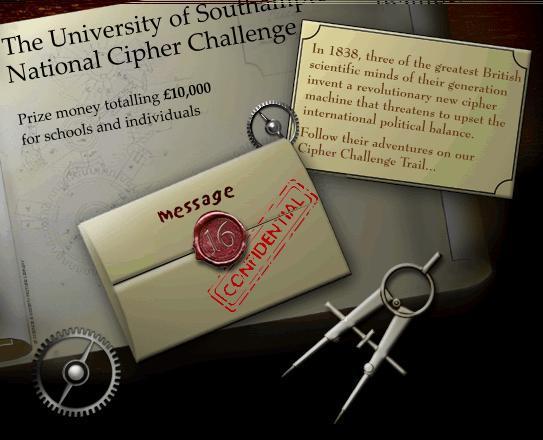 The University of Southampton
National Cipher Challenge
Prize money totalling £10,000
for schools and individuals
In 1838, three of the greatest British
scientific minds of their generation
invent a revolutionary new cipher
machine that threatens to upset the
international political balance.
Follow their adventures on our
Cipher Challenge Trail...
message
16
CONFIDENTIAL